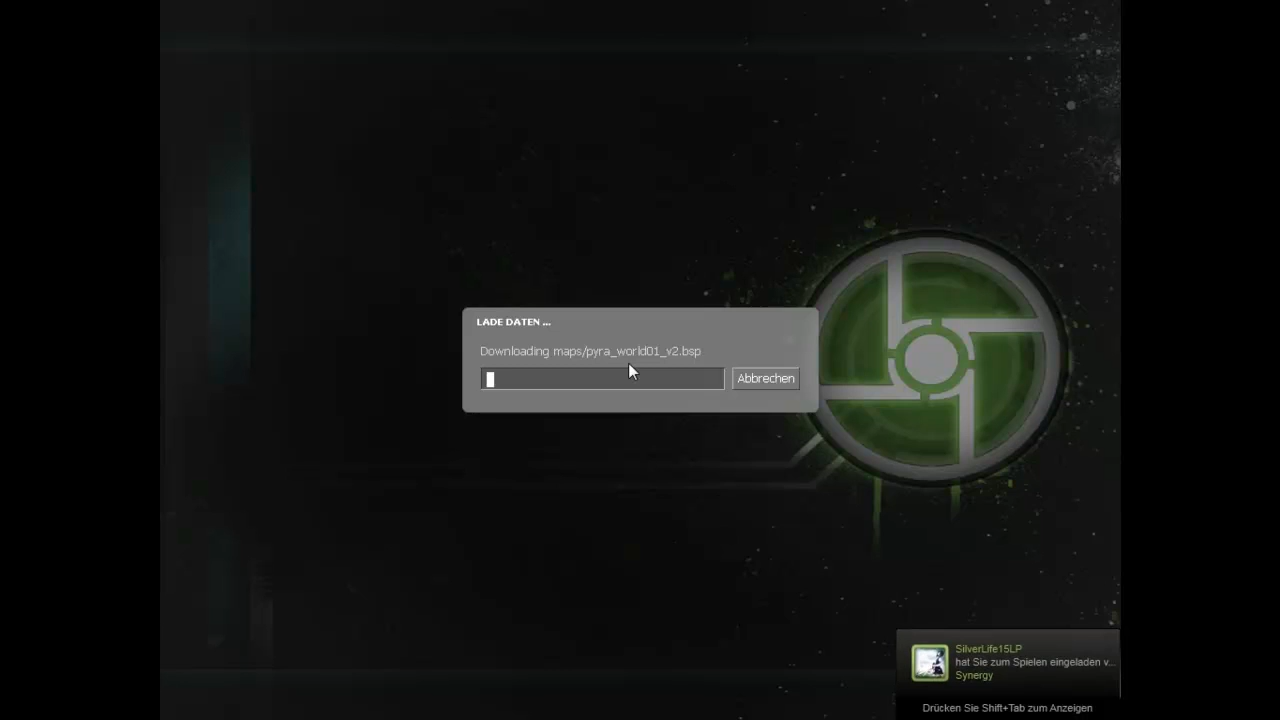 LADE DATEN ...
Downloading maps/pyra_world01_v2.bsp
Abbrechen
SilverLife15LP
hat Sie zum Spielen eingeladen v...
Synergy
Drücken Sie Shift+Tab zum Anzeigen